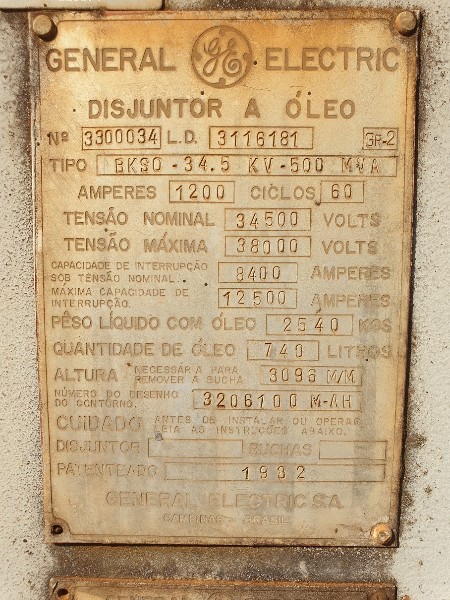 GENERAL GE ELECTRIC
DISJUNTOR A ÓLEO
Nº 3300034 L.D. 3116181 GR-2
TIPO BKSO-34.5 KV-500 MVA
AMPERES 1200 CICLOS 60
TENSÃO NOMINAL 34500 VOLTS
TENSÃO MÁXIMA 38000 VOLTS
CAPACIDADE DE INTERRUPÇÃO
SOB TENSÃO NOMINAL. 8400 AMPERES
MÁXIMA CAPACIDADE DE
INTERRUPÇÃO. 12500 AMPERES
PÊSO LÍQUIDO COM ÓLEO 2540 KGS
QUANTIDADE DE ÓLEO 740 LITROS
ALTURA NECESSÁRIA PARA
REMOVER A BUCHA 3096 M/M
NÚMERO DO DESENHO
DO CONTORNO. 3206100 M-AH
CUIDADO ANTES DE INSTALAR OU OPERAR
LEIA AS INSTRUÇÕES ABAIXO.
DISJUNTOR BUCHAS
PATENTEADO 1932
GENERAL ELECTRIC S.A.
CAMPINAS - BRASIL